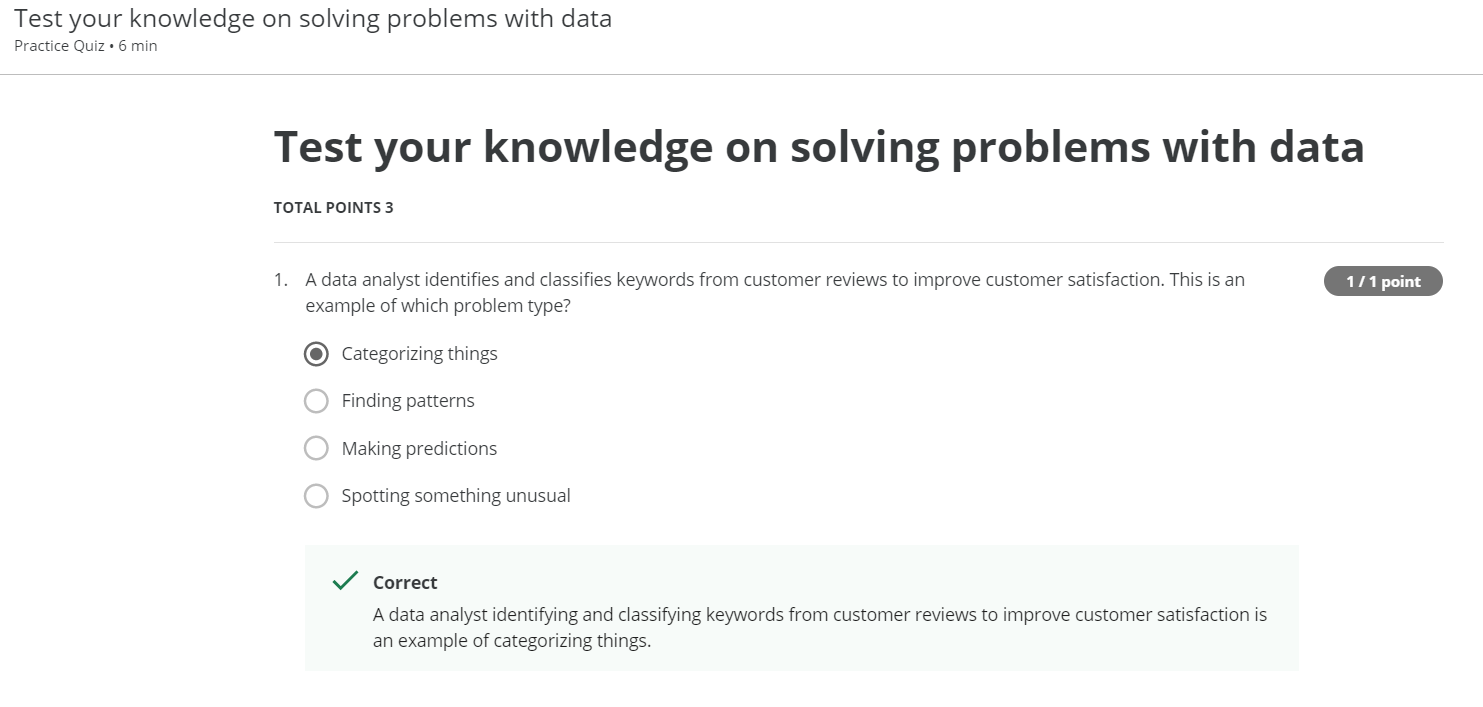 Test your knowledge on solving problems with data
Practice Quiz • 6 min
Test your knowledge on solving problems with data
TOTAL POINTS 3
1. A data analyst identifies and classifies keywords from customer reviews to improve customer satisfaction. This is an
example of which problem type?
1 / 1 point
Categorizing things
Finding patterns
Making predictions
Spotting something unusual
Correct
A data analyst identifying and classifying keywords from customer reviews to improve customer satisfaction is
an example of categorizing things.